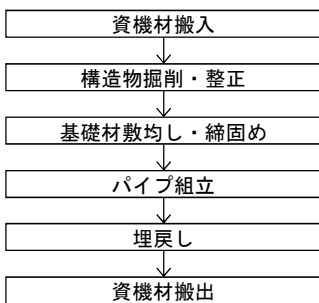 資機材搬入
構造物掘削・整正
基礎材敷均し・締固め
パイプ組立
埋戻し
資機材搬出